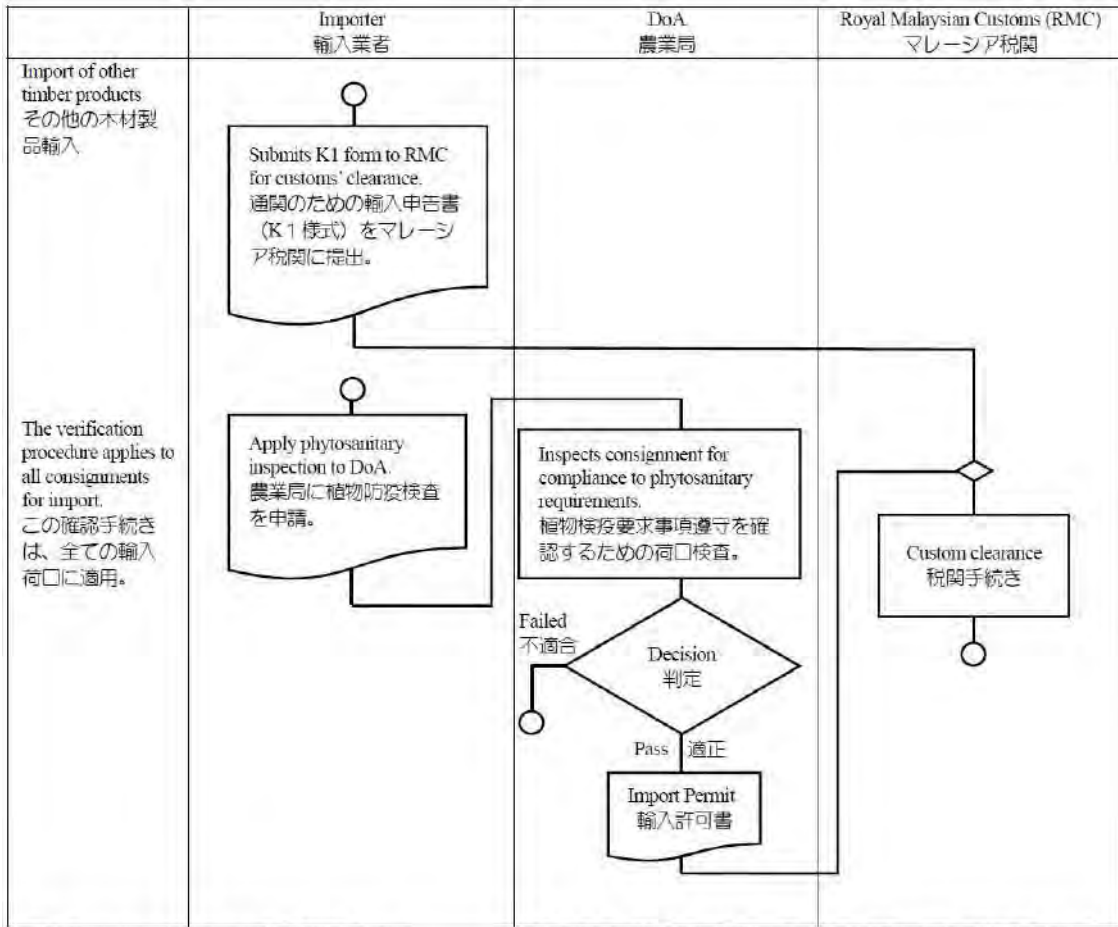 Importer
輸入業者
DoA
農業局
Royal Malaysian Customs (RMC)
マレーシア税関
Import of other
timber products
その他の木材製
品輸入
Submits K1 form to RMC
for customs' clearance.
通関のための輸入申告書
（K１様式）をマレーシ
ア税関に提出。
The verification
procedure applies to
all consignments
for import.
この確認手続き
は、全ての輸入
荷口に適用。
Apply phytosanitary
inspection to DoA.
農業局に植物防疫検査
を申請。
Inspects consignment for
compliance to phytosanitary
requirements.
植物検疫要求事項遵守を確
認するための荷口検査。
Custom clearance
税関手続き
Failed
不適合
Decision
判定
Pass 適正
Import Permit
輸入許可書